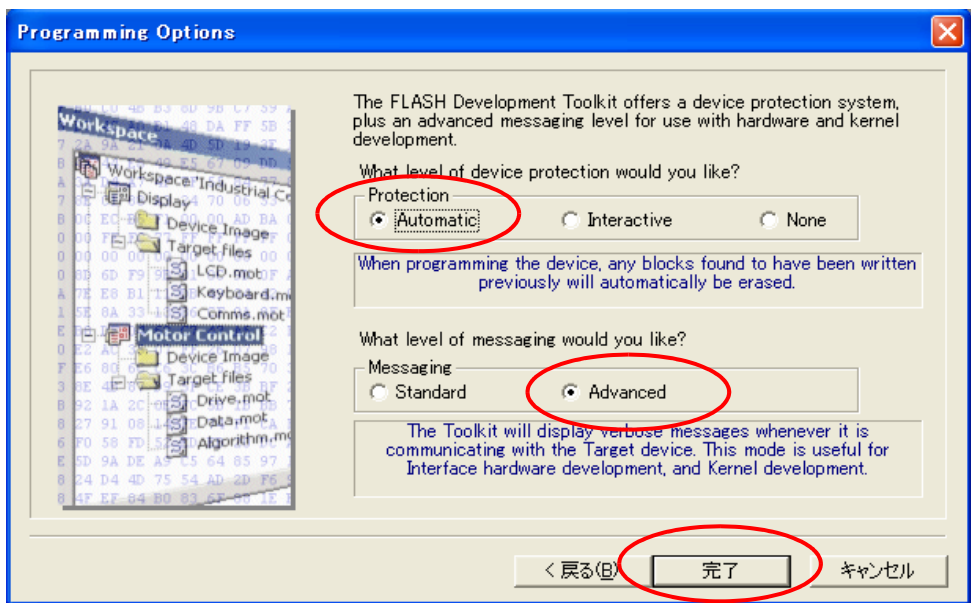 Programming Options
The FLASH Development Toolkit offers a device protection system,
plus an advanced messaging level for use with hardware and kernel
development.
What level of device protection would you like?
Protection
Automatic
Interactive
None
When programming the device, any blocks found to have been written
previously will automatically be erased.
What level of messaging would you like?
Messaging
Standard
Advanced
The Toolkit will display verbose messages whenever it is
communicating with the Target device. This mode is useful for
Interface hardware development, and Kernel development.
Workspace
Workspace "Industrial Co
Display
Device Image
Target files
LCD.mot
Keyboard.mo
Comms.mot
Motor Control
Device Image
Target files
Drive.mot
Data.mot
Algorithm.mo
< 戻る(B)
完了
キャンセル